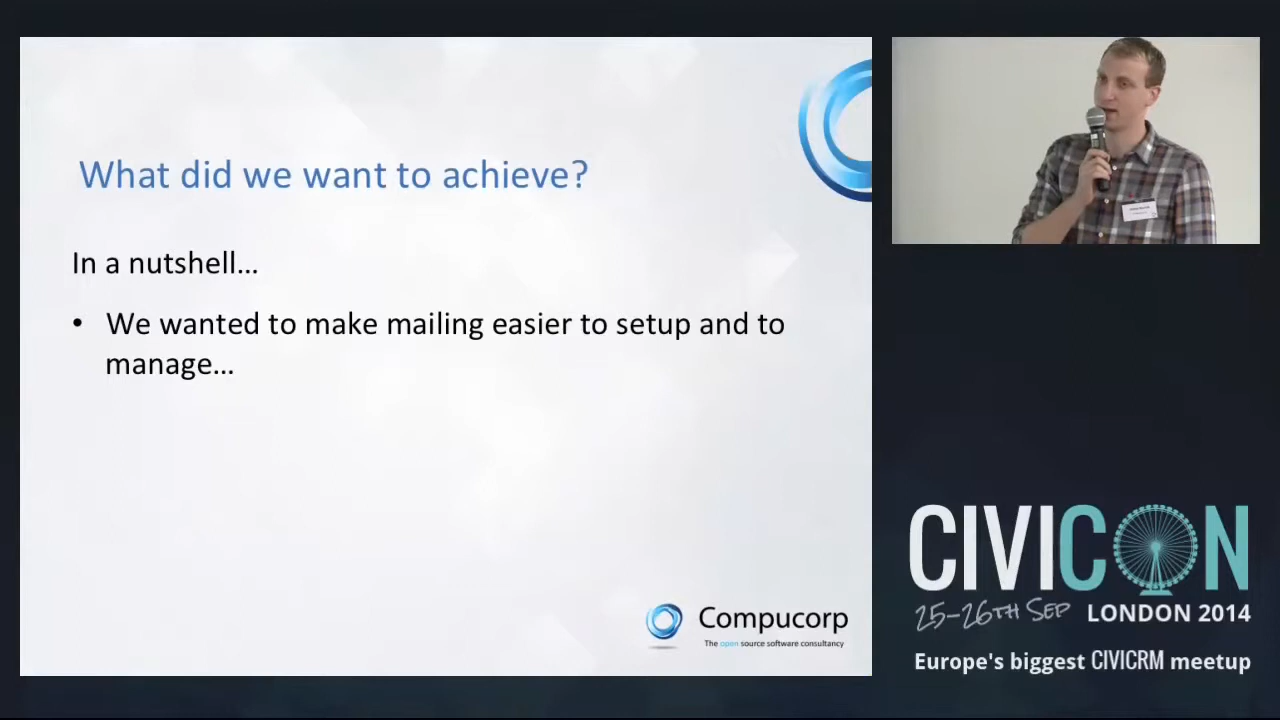 What did we want to achieve?
In a nutshell...
• We wanted to make mailing easier to setup and to
manage...
Compucorp
The open source software consultancy
CIVICON
25-26TH SEP LONDON 2014
Europe's biggest CIVICRM meetup